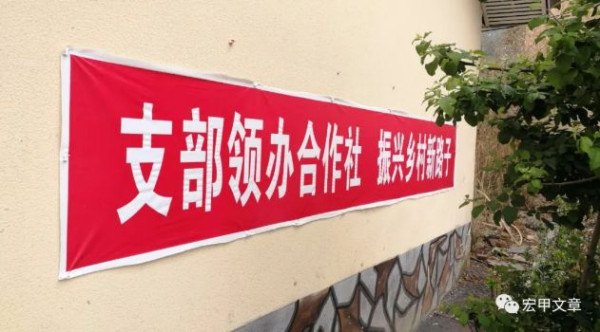 支部领办合作社 振兴乡村新路子
宏甲文章